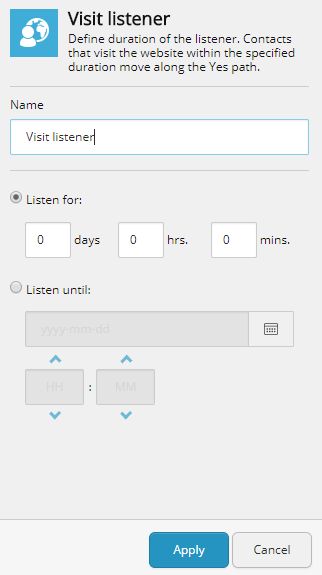 Visit listener
Define duration of the listener. Contacts
that visit the website within the specified
duration move along the Yes path.
Name
Visit listener
Listen for:
0 days 0 hrs. 0 mins.
Listen until:
yyyy-mm-dd
HH : MM
Apply Cancel